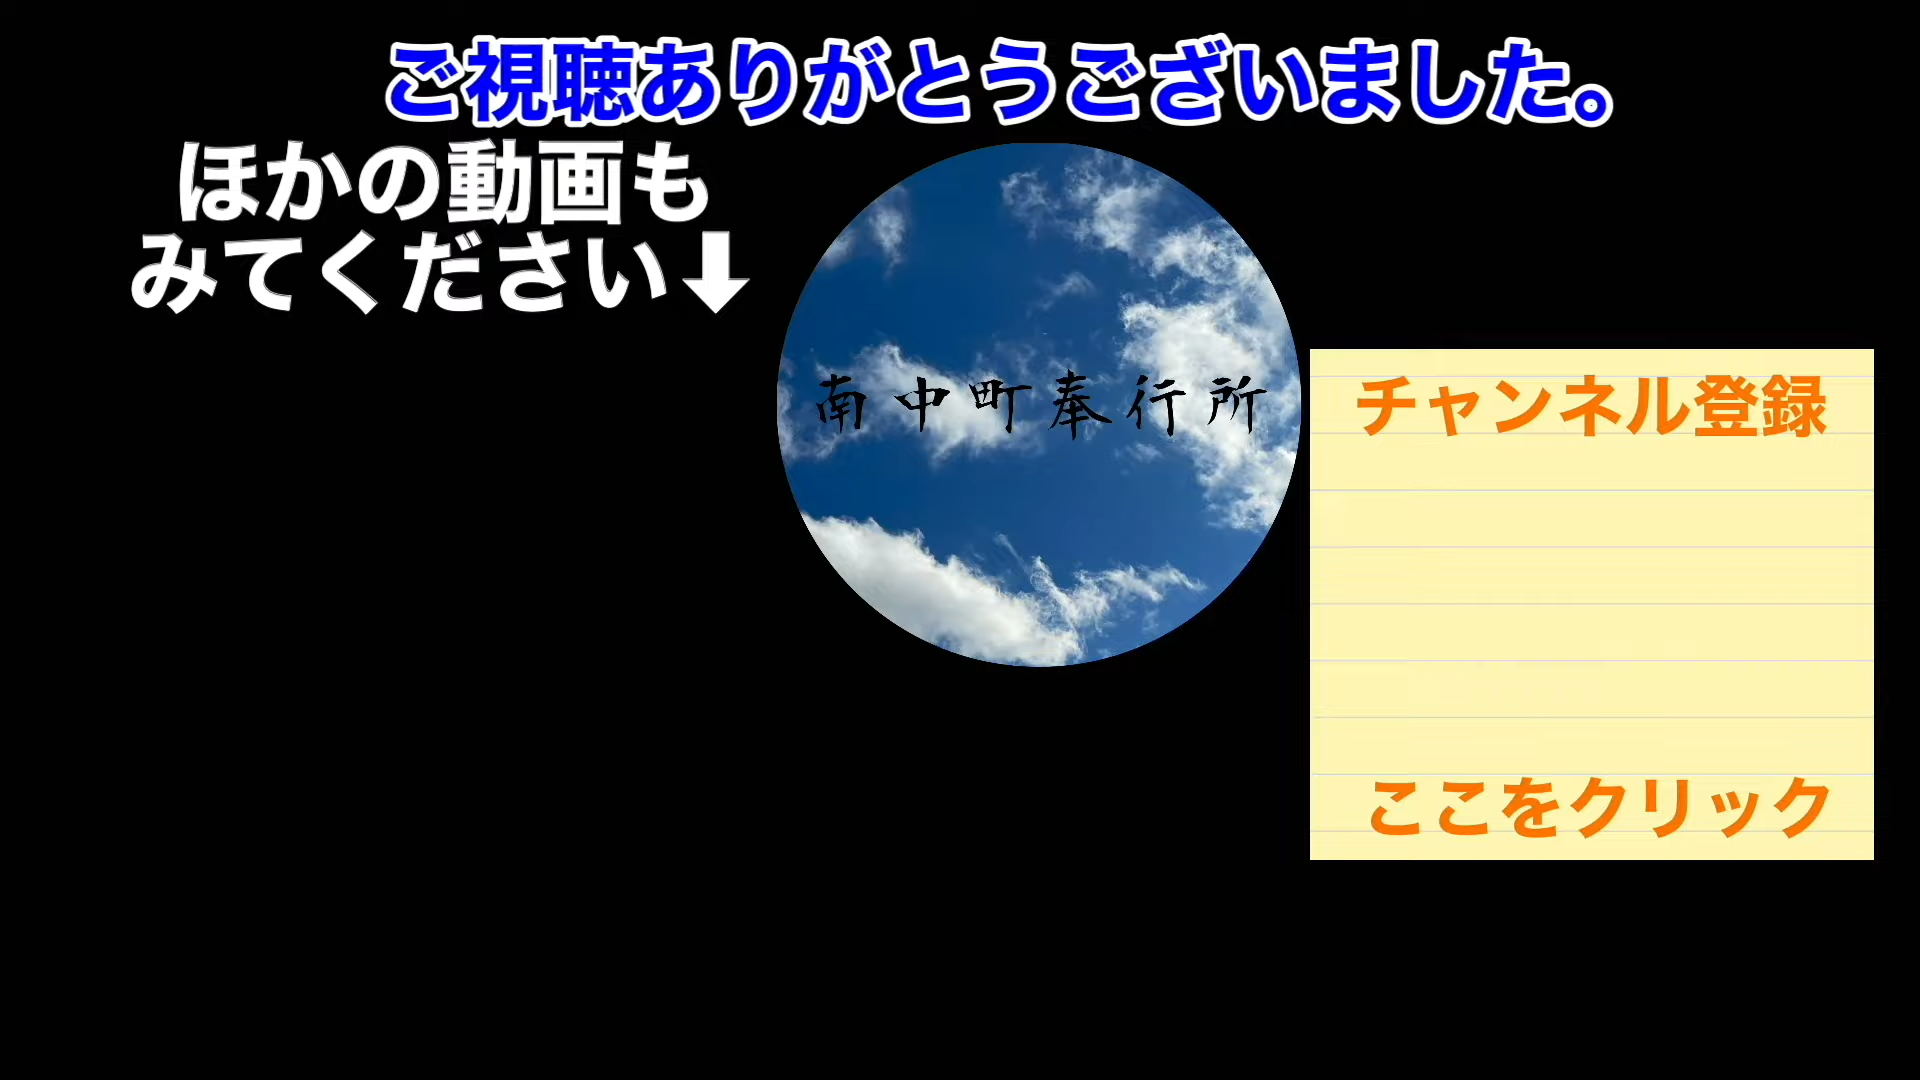 ご視聴ありがとうございました。
ほかの動画も
みてください⬇
南中町奉行所
チャンネル登録
ここをクリック